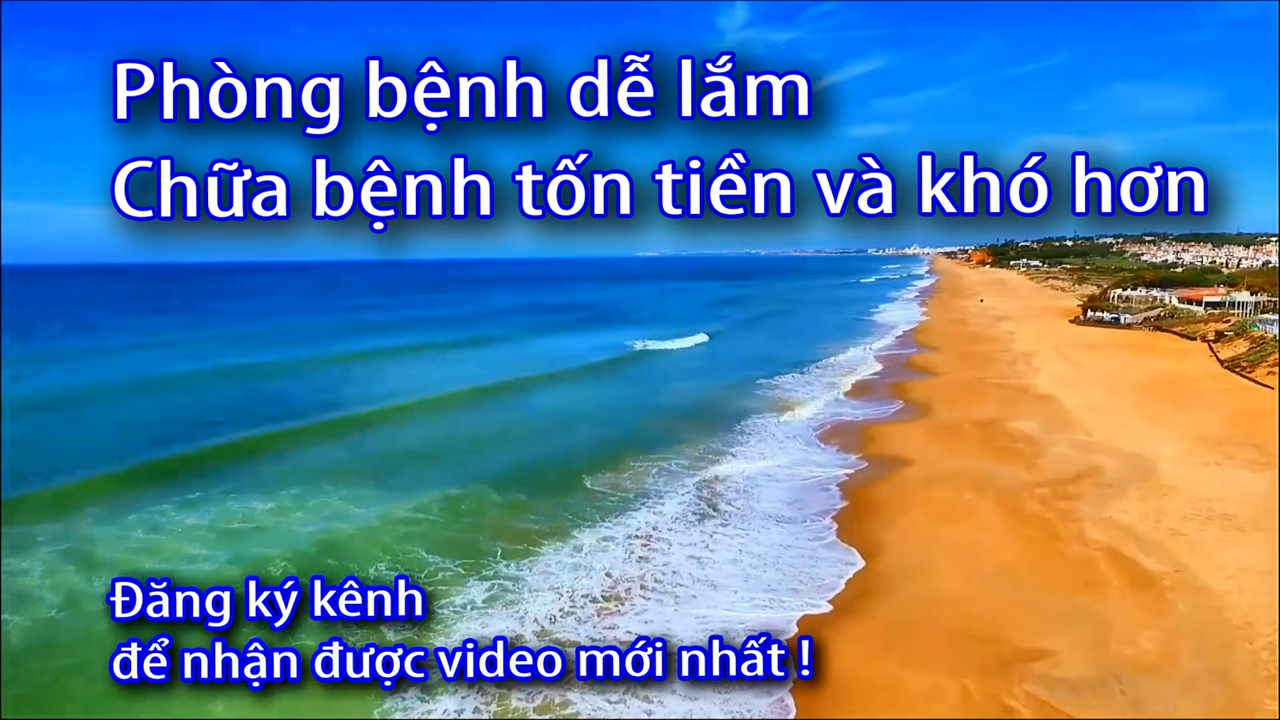 Phòng bệnh dễ lắm
Chữa bệnh tốn tiền và khó hơn
Đăng ký kênh
để nhận được video mới nhất !